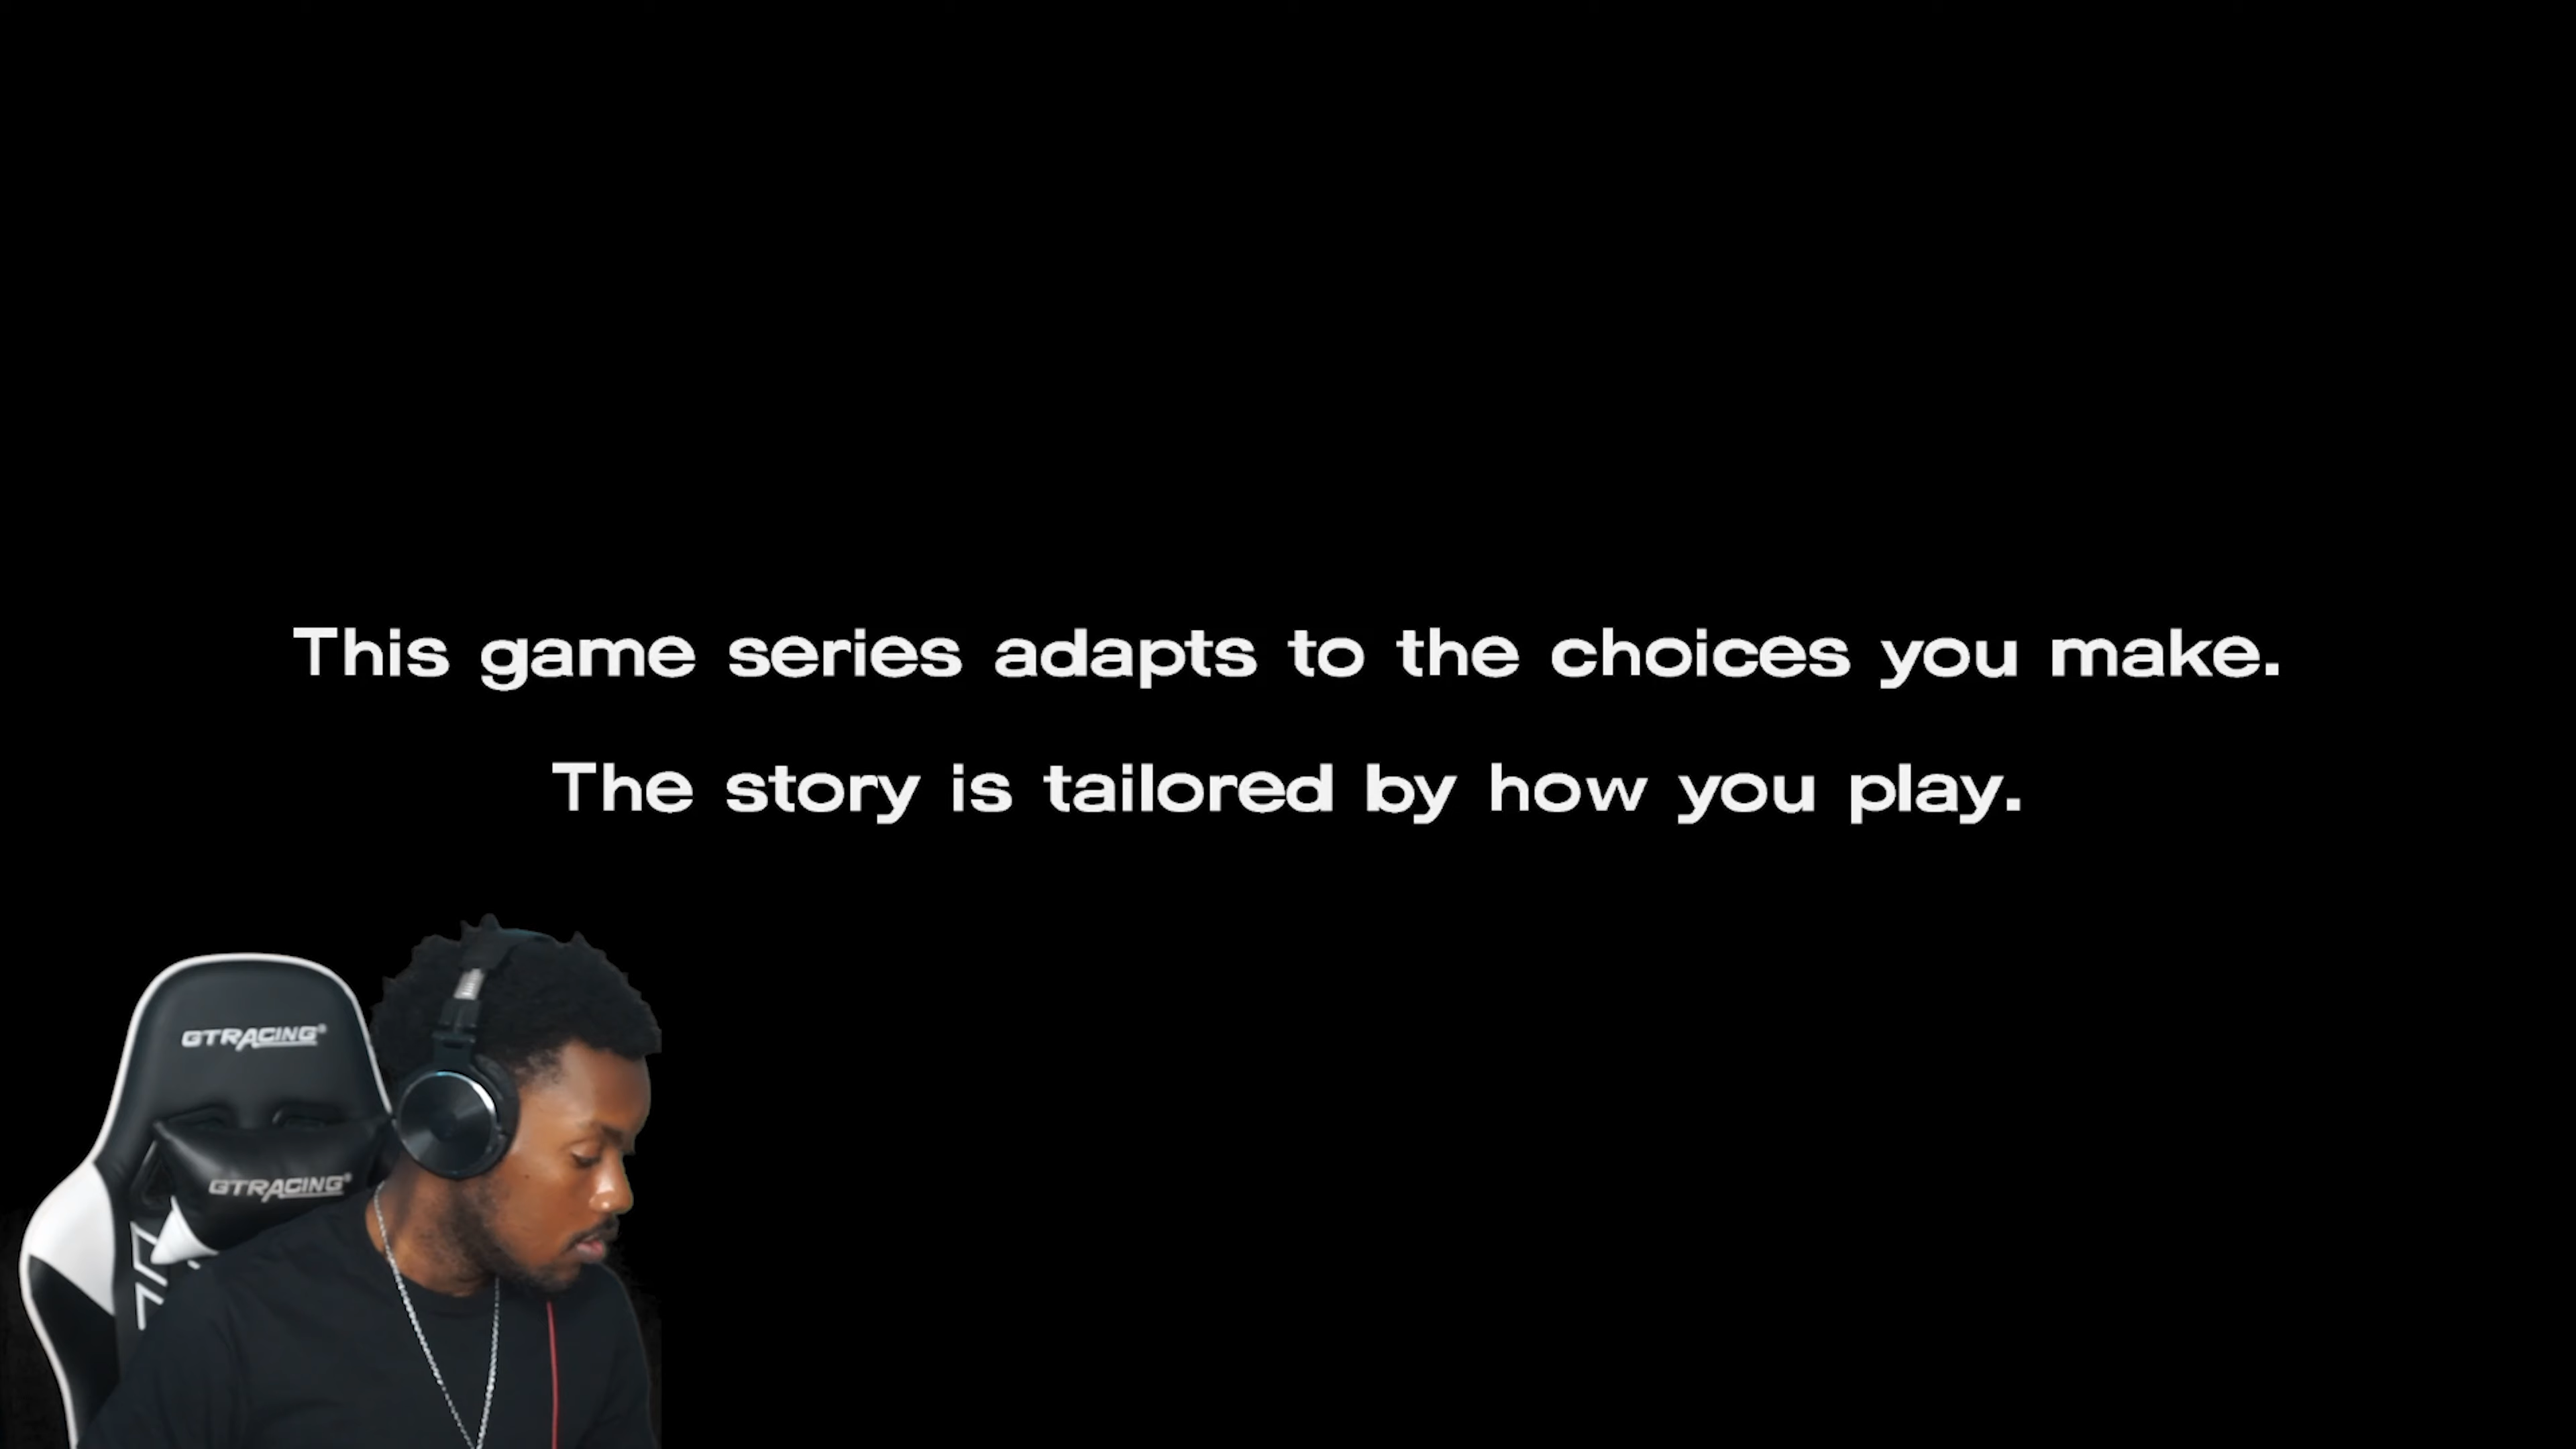 This game series adapts to the choices you make.
The story is tailored by how you play.
GTRACING®
GTRACING®